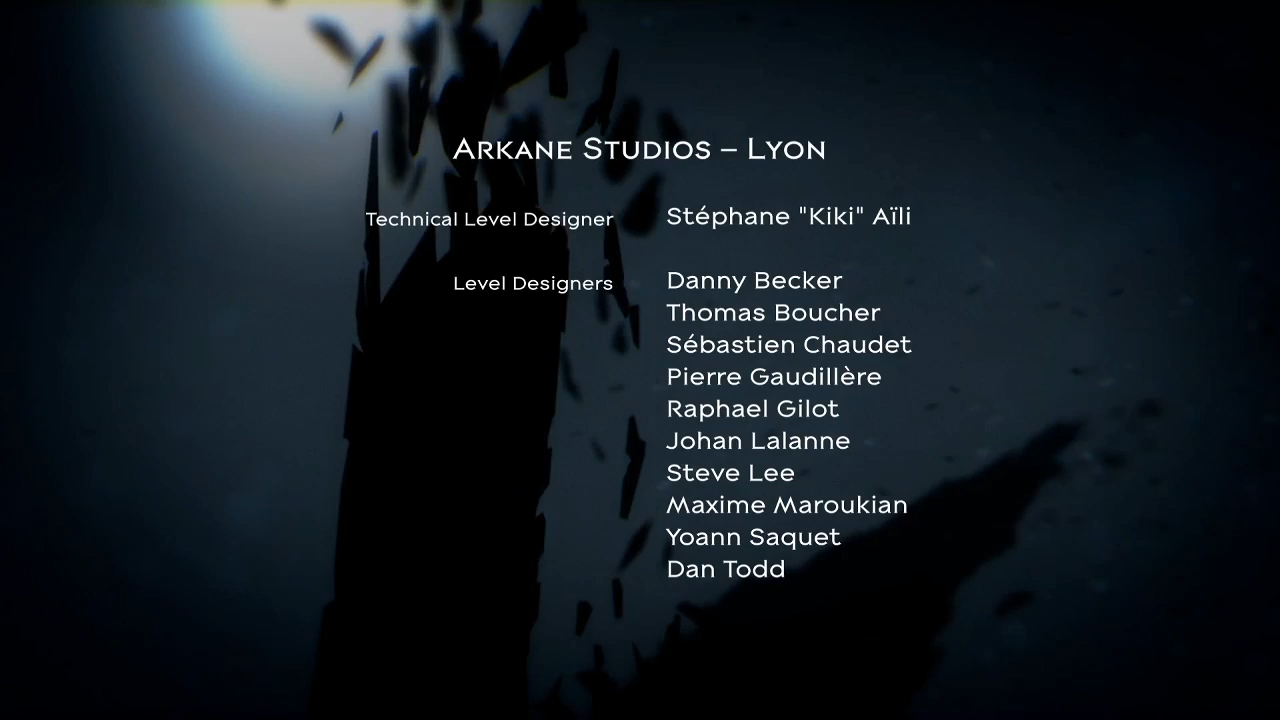 Arkane Studios – Lyon
Technical Level Designer Stéphane "Kiki" Aïli
Level Designers Danny Becker
Thomas Boucher
Sébastien Chaudet
Pierre Gaudillère
Raphael Gilot
Johan Lalanne
Steve Lee
Maxime Maroukian
Yoann Saquet
Dan Todd